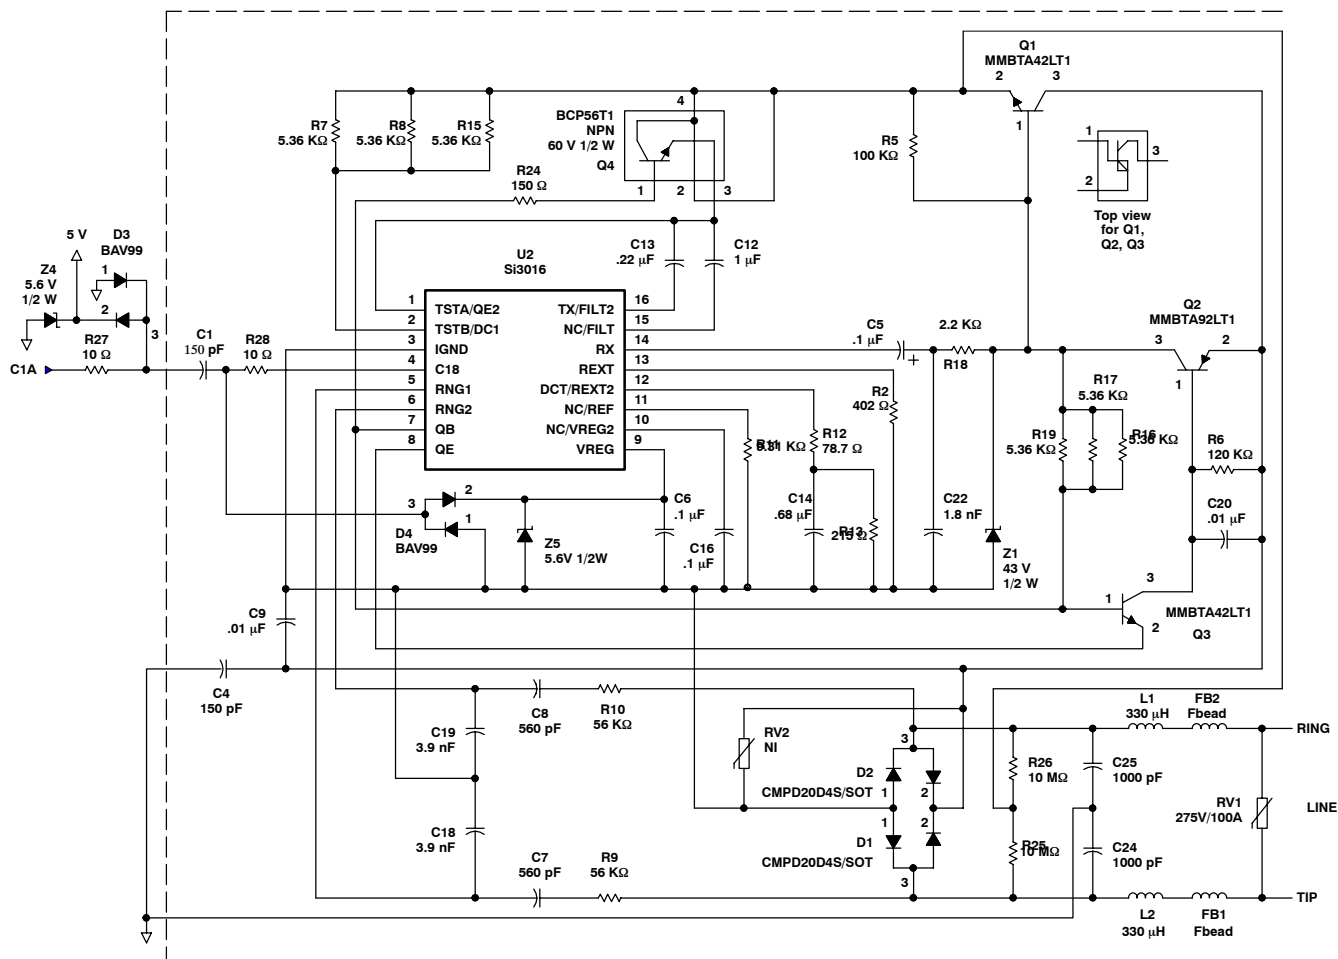 Q1
MMBTA42LT1
2
3
1
BCP56T1
NPN
60 V 1/2 W
Q4
4
1
2
3
R7
5.36 KΩ
R8
5.36 KΩ
R15
5.36 KΩ
R5
100 KΩ
1
2
3
Top view
for Q1,
Q2, Q3
R24
150 Ω
5 V
D3
BAV99
Z4
5.6 V
1/2 W
1
2
3
R27
10 Ω
C1A
C1
150 pF
R28
10 Ω
U2
Si3016
C13
.22 µF
C12
1 µF
1
2
3
4
5
6
7
8
TSTA/QE2
TSTB/DC1
IGND
C18
RNG1
RNG2
QB
QE
TX/FILT2
NC/FILT
RX
REXT
DCT/REXT2
NC/REF
NC/VREG2
VREG
16
15
14
13
12
11
10
9
C5
.1 µF
+
2.2 KΩ
R18
Q2
MMBTA92LT1
3
2
1
R2
402 Ω
R17
5.36 KΩ
R19
5.36 KΩ
R16
5.36 KΩ
R6
120 KΩ
R11
KΩ
R12
78.7 Ω
C20
.01 µF
3
2
1
D4
BAV99
Z5
5.6V 1/2W
C6
.1 µF
C16
.1 µF
C14
.68 µF
R13
Ω
C22
1.8 nF
Z1
43 V
1/2 W
3
1
2
MMBTA42LT1
Q3
C9
.01 µF
C4
150 pF
C8
560 pF
R10
56 KΩ
C19
3.9 nF
C18
3.9 nF
C7
560 pF
R9
56 KΩ
RV2
NI
3
D2
CMPD20D4S/SOT
1
2
1
2
D1
CMPD20D4S/SOT
3
L1
330 µH
FB2
Fbead
RING
R26
10 MΩ
C25
1000 pF
RV1
275V/100A
LINE
R25
10 MΩ
C24
1000 pF
TIP
L2
330 µH
FB1
Fbead